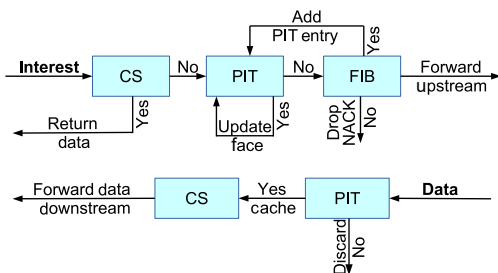 Add
PIT entry
Yes
Interest
CS
No
PIT
No
FIB
Forward
upstream
Yes
Return
data
Update
face
Yes
Drop
NACK
No
Forward data
downstream
CS
Yes
cache
PIT
Data
Discard
No